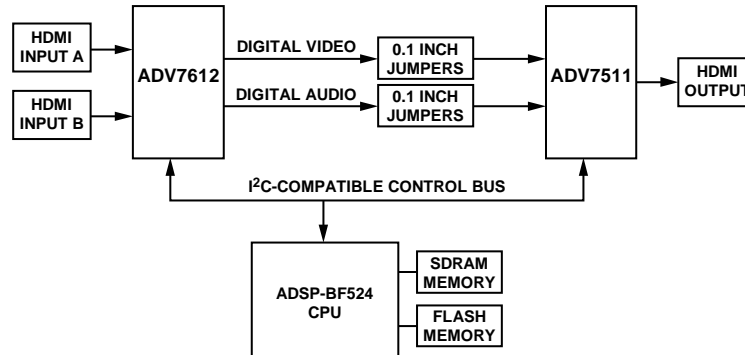 HDMI
INPUT A
HDMI
INPUT B
ADV7612
DIGITAL VIDEO
DIGITAL AUDIO
0.1 INCH
JUMPERS
0.1 INCH
JUMPERS
ADV7511
HDMI
OUTPUT
I²C-COMPATIBLE CONTROL BUS
ADSP-BF524
CPU
SDRAM
MEMORY
FLASH
MEMORY